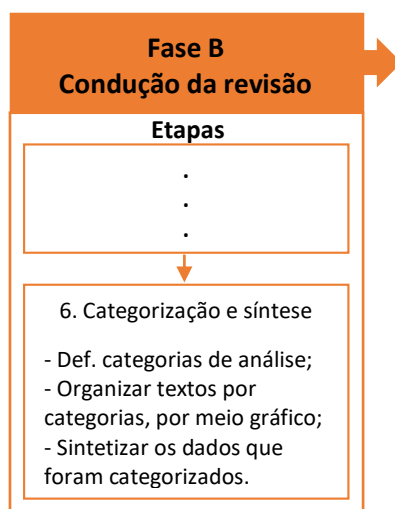 Fase B
Condução da revisão
Etapas
.
.
.
6. Categorização e síntese
- Def. categorias de análise;
- Organizar textos por
categorias, por meio gráfico;
- Sintetizar os dados que
foram categorizados.